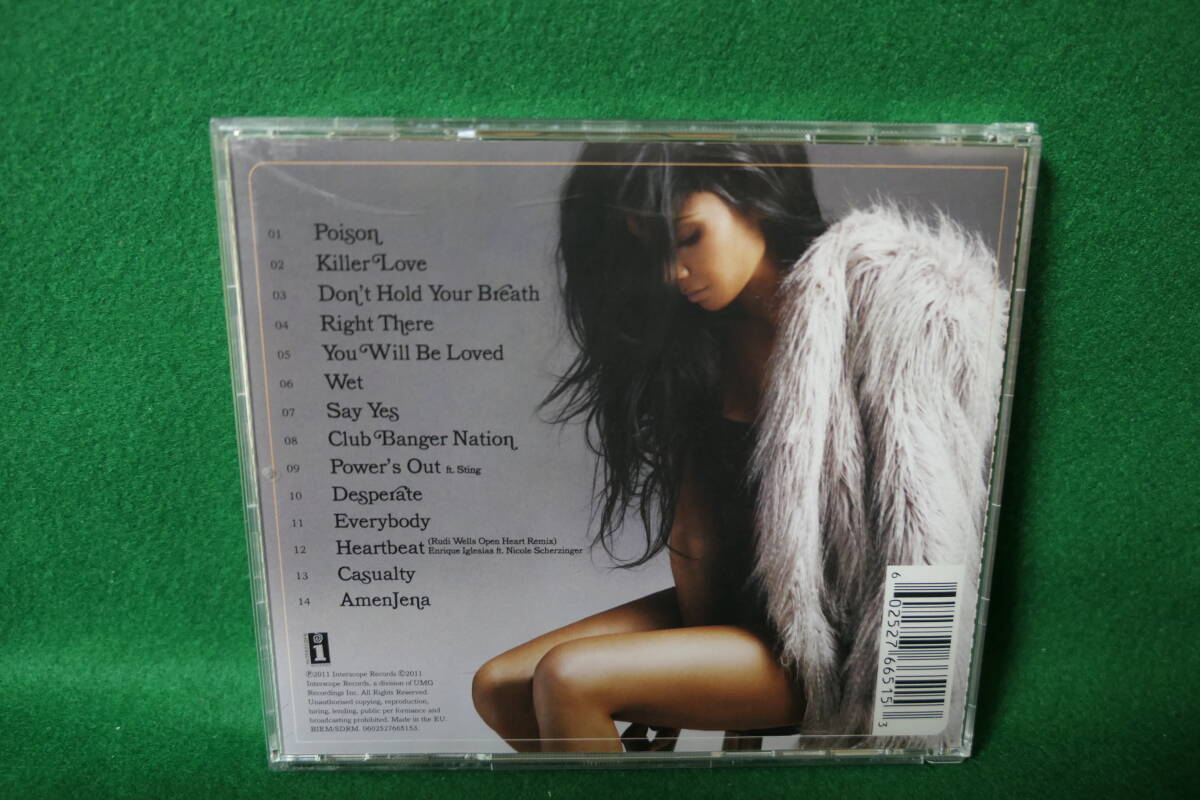 01 Poison
02 Killer Love
03 Don't Hold Your Breath
04 Right There
05 You Will Be Loved
06 Wet
07 Say Yes
08 Club Banger Nation
09 Power's Out ft. Sting
10 Desperate
11 Everybody
12 Heartbeat (Rudi Wells Open Heart Remix)
Enrique Iglesias ft. Nicole Scherzinger
13 Casualty
14 AmenJena
i
℗2011 Interscope Records ©2011
Interscope Records, a division of UMG
Recordings Inc. All Rights Reserved.
Unauthorised copying, reproduction,
hiring, lending, public performance and
broadcasting prohibited. Made in the EU.
BIEM/SDRM. 0602527665153.
6 02527 66515 3